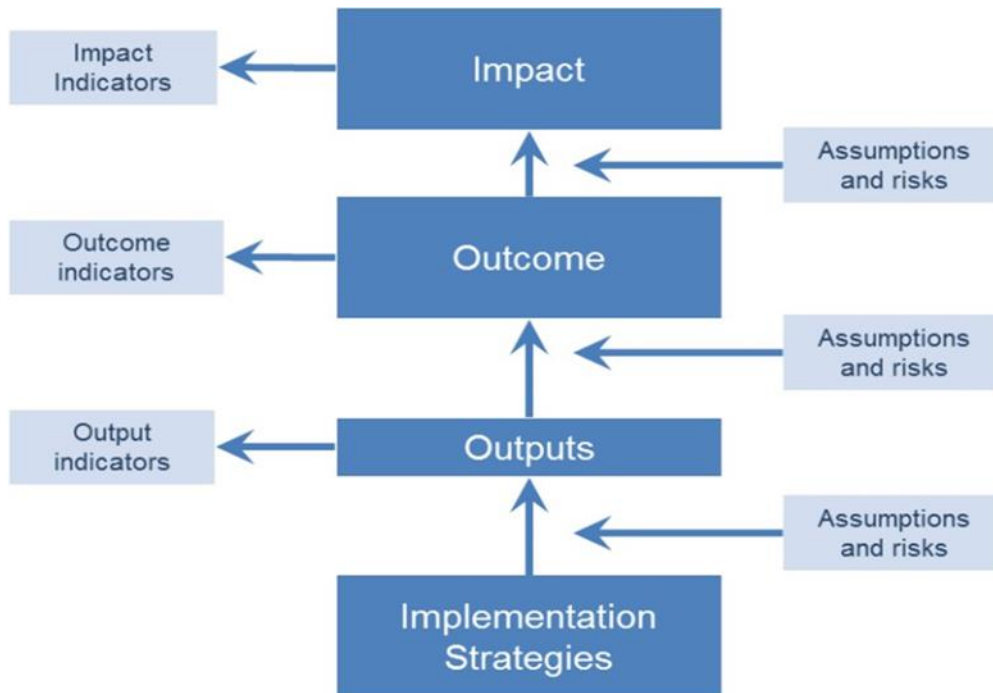 Impact
Indicators
Impact
Assumptions
and risks
Outcome
indicators
Outcome
Assumptions
and risks
Output
indicators
Outputs
Assumptions
and risks
Implementation
Strategies